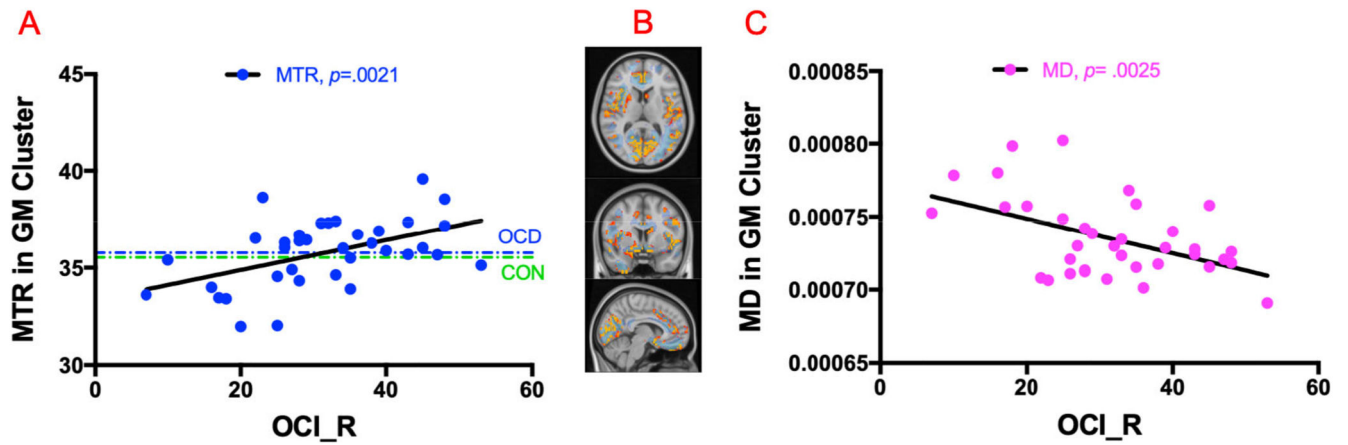 A
B
C
MTR, p=.0021
MTR in GM Cluster
45
40
35
30
OCD
CON
0
20
40
60
OCI_R
MD, p= .0025
MD in GM Cluster
0.00085
0.00080
0.00075
0.00070
0.00065
0
20
40
60
OCI_R